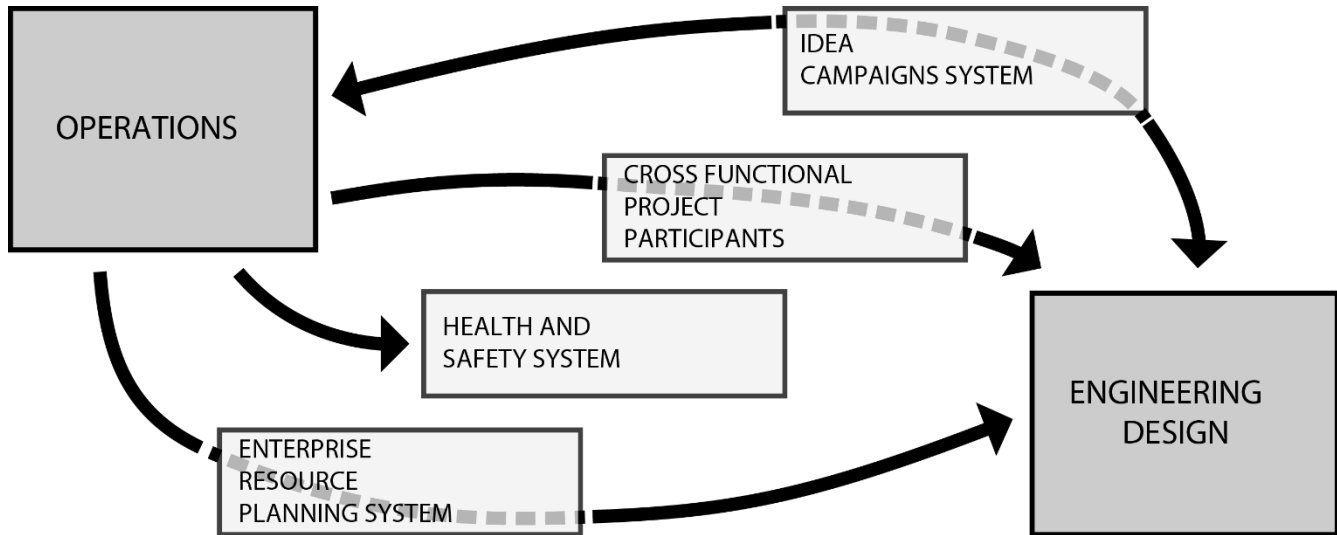 OPERATIONS
IDEA
CAMPAIGNS SYSTEM
CROSS FUNCTIONAL
PROJECT
PARTICIPANTS
HEALTH AND
SAFETY SYSTEM
ENGINEERING
DESIGN
ENTERPRISE
RESOURCE
PLANNING SYSTEM